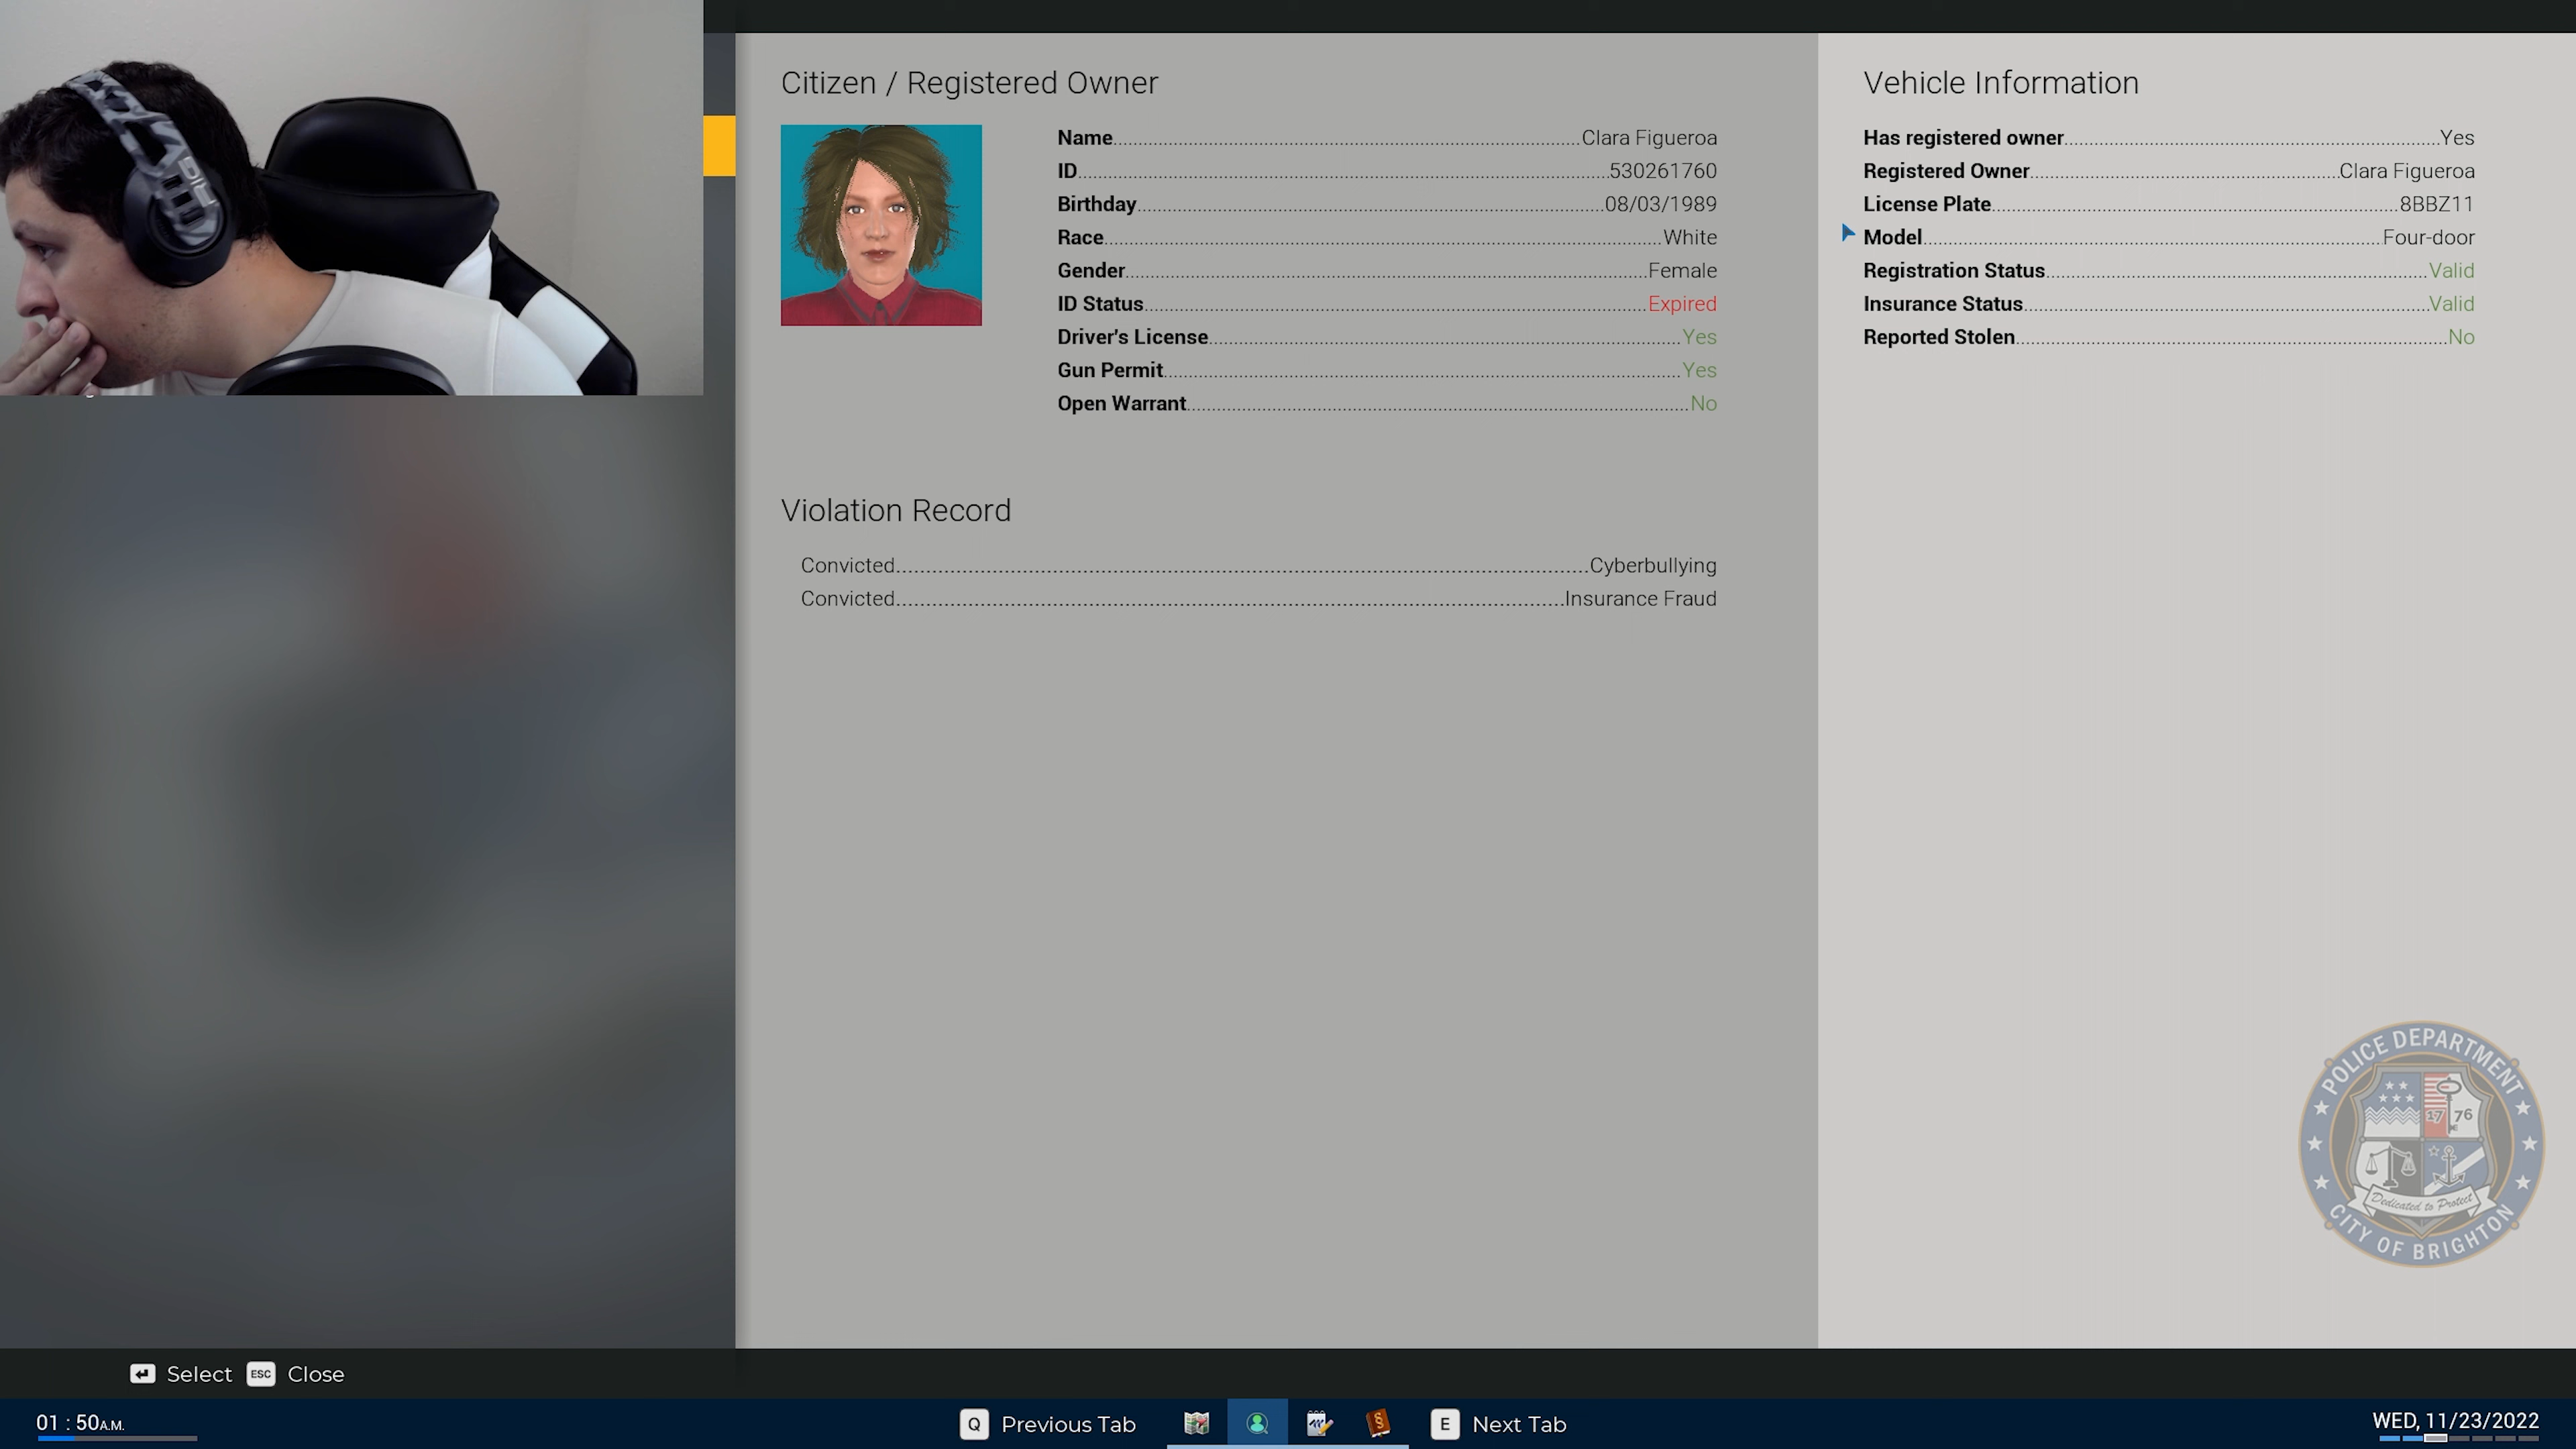 Citizen / Registered Owner
Name Clara Figueroa
ID 530261760
Birthday 08/03/1989
Race White
Gender Female
ID Status Expired
Driver's License Yes
Gun Permit Yes
Open Warrant No
Violation Record
Convicted Cyberbullying
Convicted Insurance Fraud
Vehicle Information
Has registered owner Yes
Registered Owner Clara Figueroa
License Plate 8BBZ11
Model Four-door
Registration Status Valid
Insurance Status Valid
Reported Stolen No
POLICE DEPARTMENT
1776
Dedicated to Protect
CITY OF BRIGHTON
Select ESC Close
01 : 50A.M.
Q Previous Tab § E Next Tab
WED, 11/23/2022